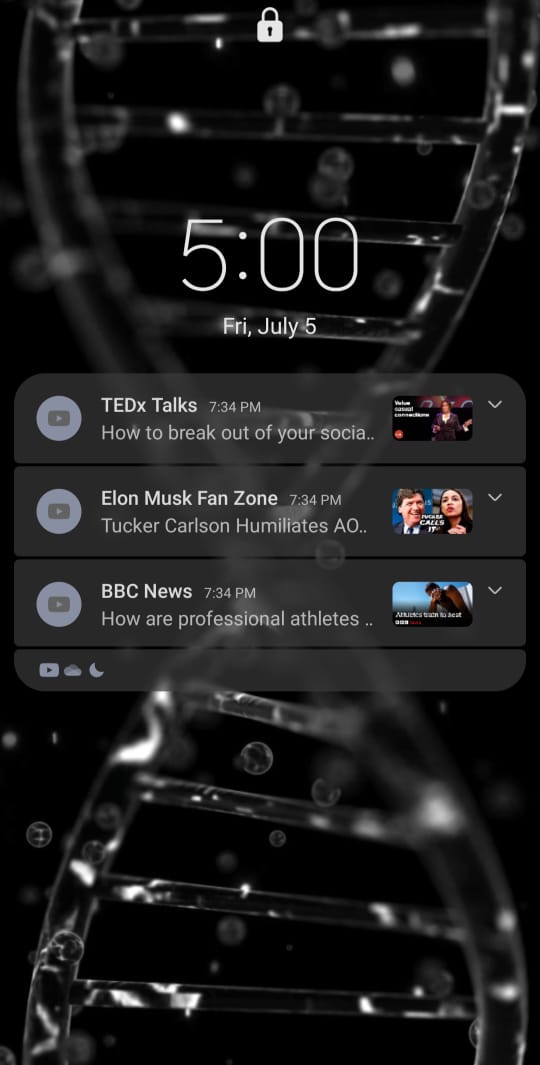 5:00
Fri, July 5
TEDx Talks 7:34 PM
How to break out of your socia..
Value
casual
connections
Elon Musk Fan Zone 7:34 PM
Tucker Carlson Humiliates AO..
TUCKER
CALLS
IT
BBC News 7:34 PM
How are professional athletes ..
Athletes train to beat
BBC